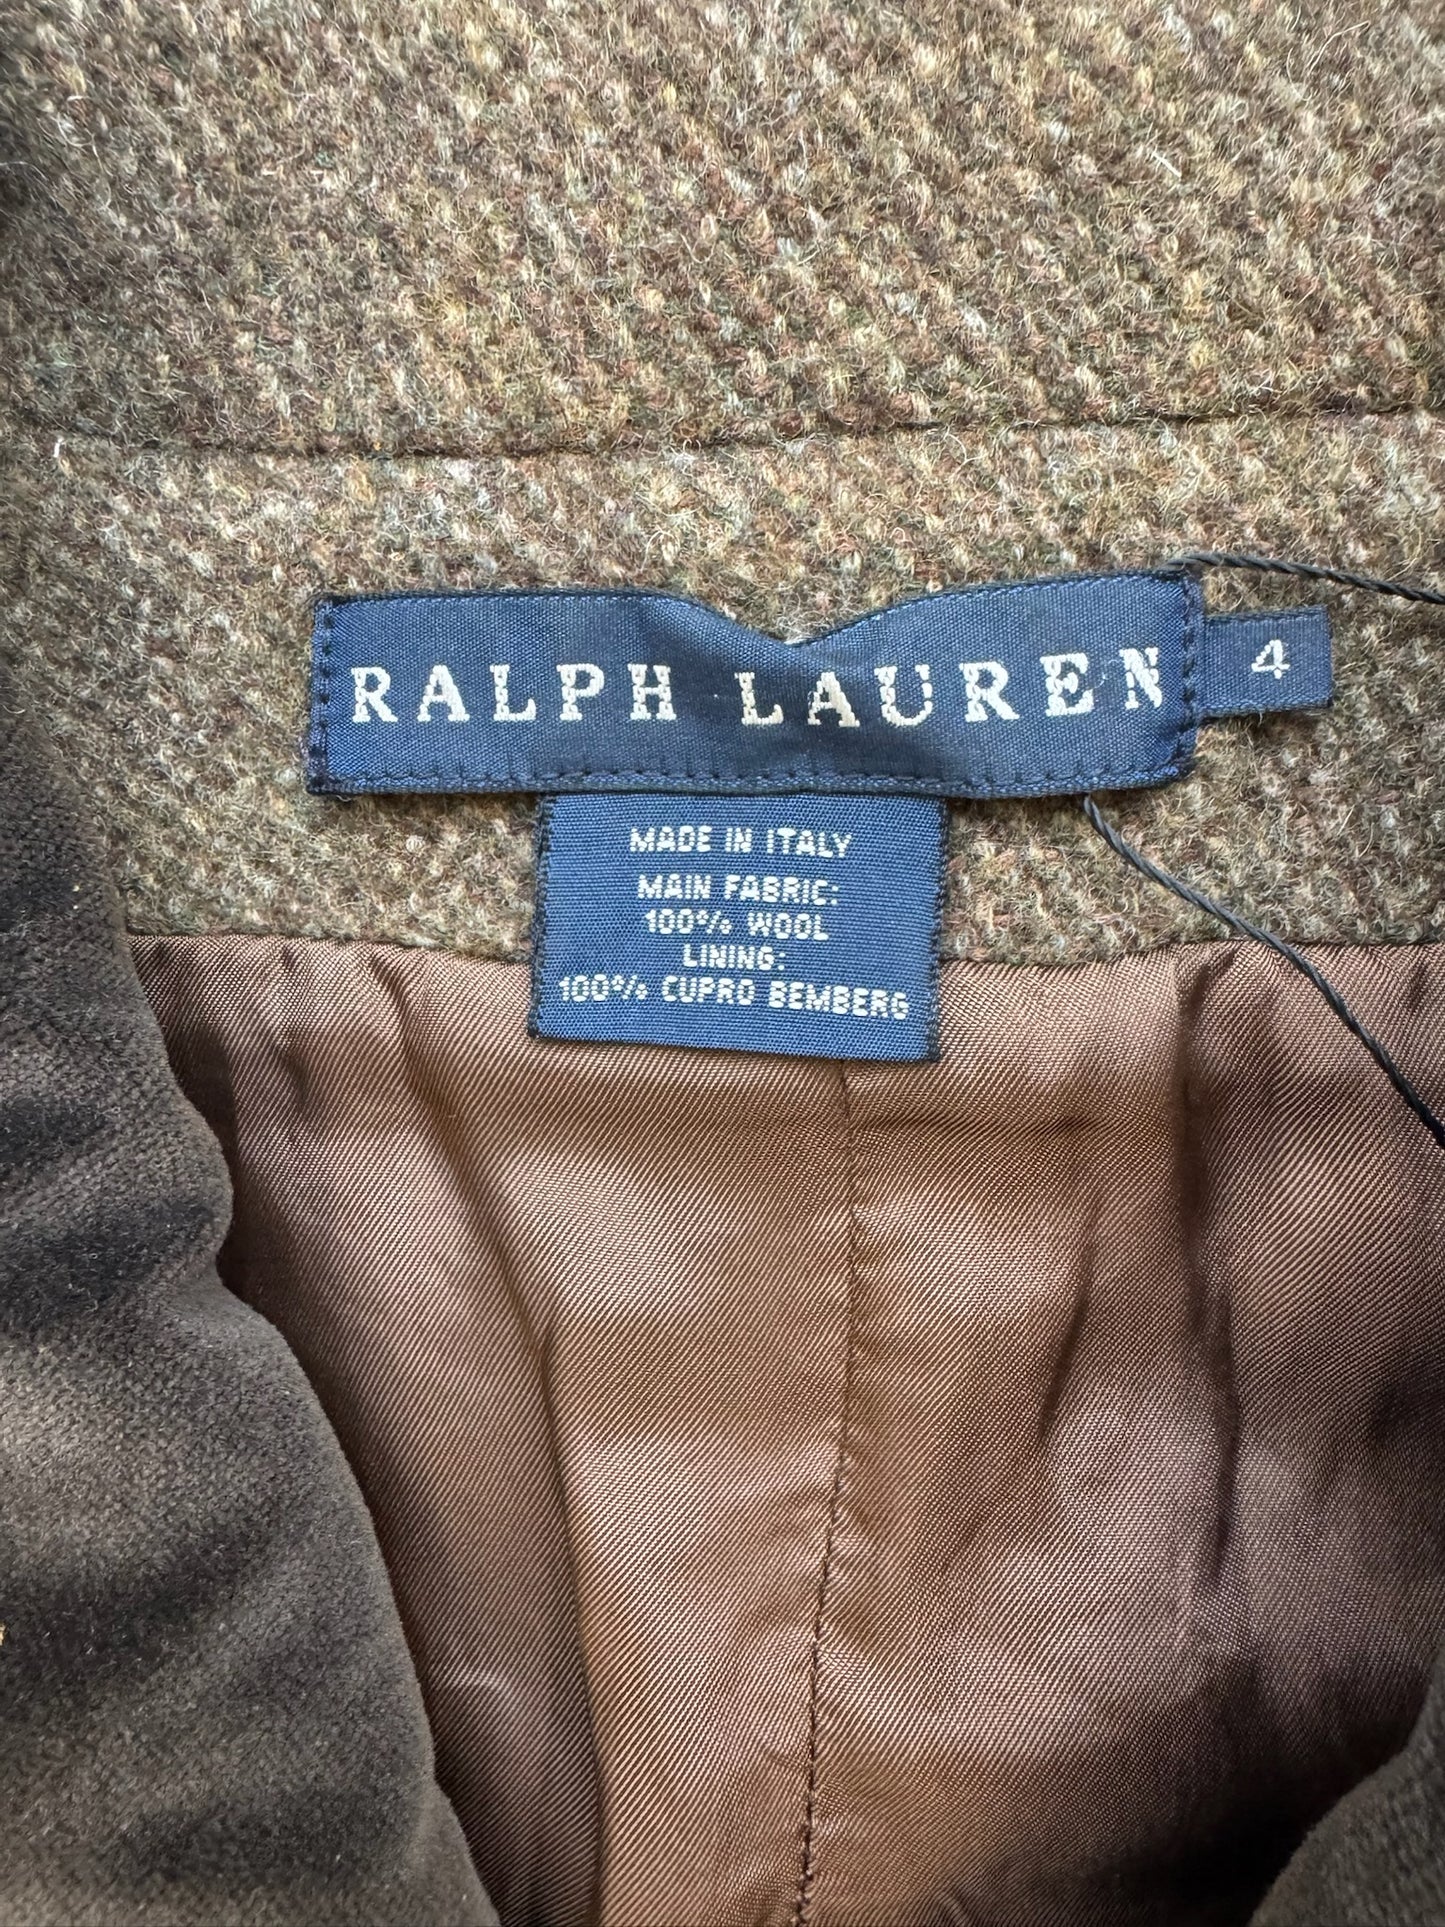 RALPH LAUREN
4
MADE IN ITALY
MAIN FABRIC:
100% WOOL
LINING:
100% CUPRO BEMBERG